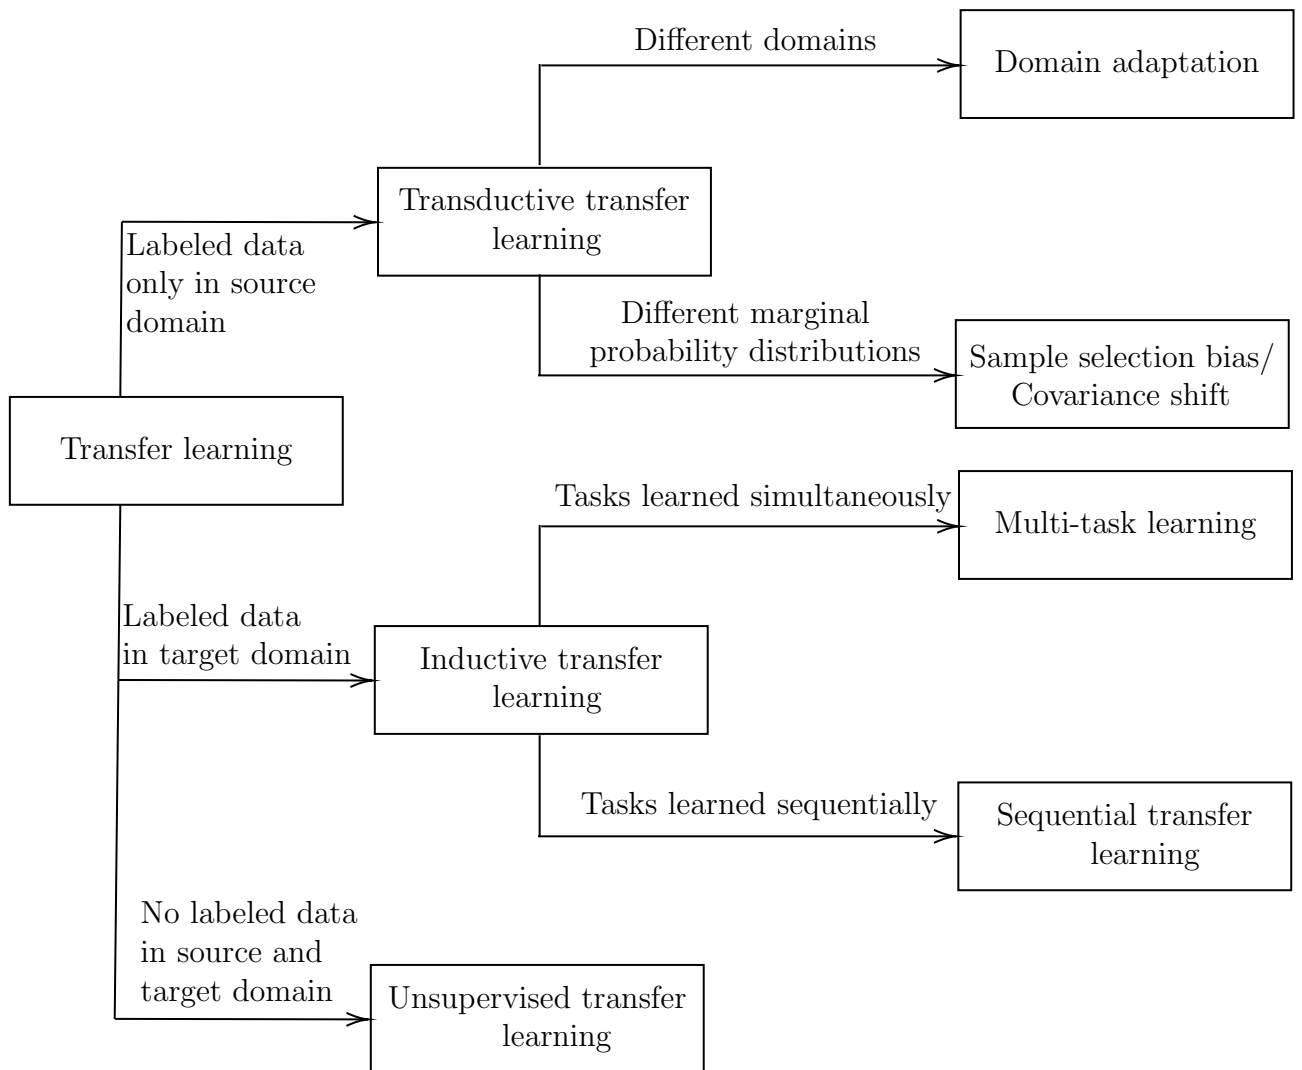 Different domains
Domain adaptation
Transductive transfer
learning
Labeled data
only in source
domain
Different marginal
probability distributions
Sample selection bias/
Covariance shift
Transfer learning
Tasks learned simultaneously
Multi-task learning
Labeled data
in target domain
Inductive transfer
learning
Tasks learned sequentially
Sequential transfer
learning
No labeled data
in source and
target domain
Unsupervised transfer
learning